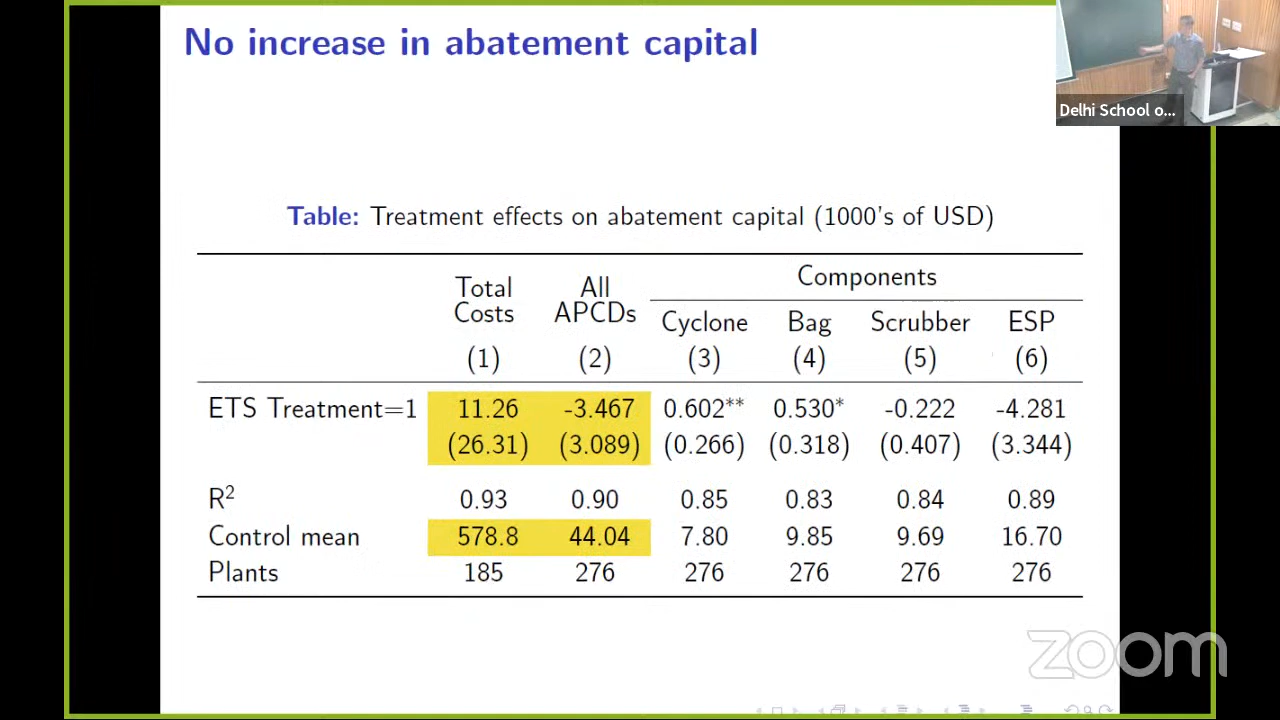 No increase in abatement capital
Delhi School o...
Table: Treatment effects on abatement capital (1000's of USD)
Total Costs All APCDs Components
Cyclone Bag Scrubber ESP
(1) (2) (3) (4) (5) (6)
ETS Treatment=1 11.26 -3.467 0.602** 0.530* -0.222 -4.281
(26.31) (3.089) (0.266) (0.318) (0.407) (3.344)
R² 0.93 0.90 0.85 0.83 0.84 0.89
Control mean 578.8 44.04 7.80 9.85 9.69 16.70
Plants 185 276 276 276 276 276
zoom